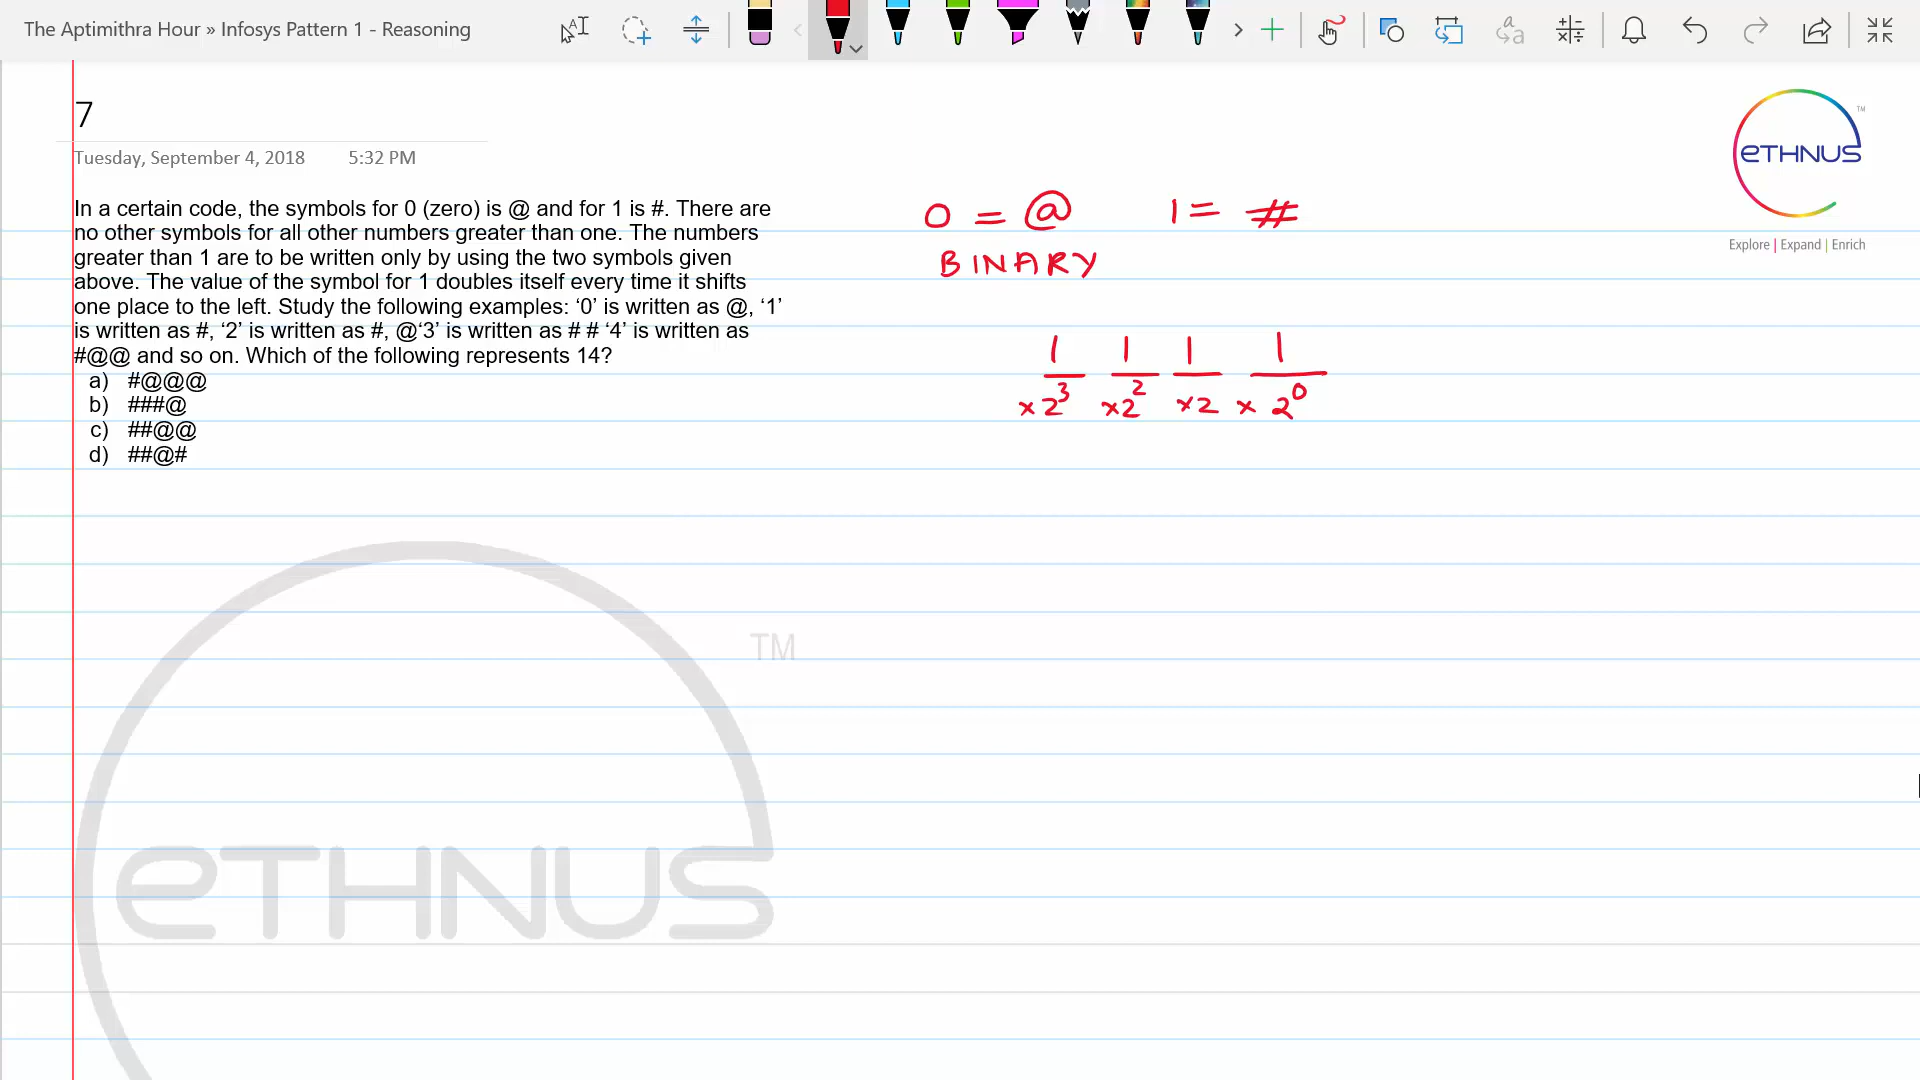 The Aptimithra Hour » Infosys Pattern 1 - Reasoning
7
Tuesday, September 4, 2018 5:32 PM
In a certain code, the symbols for 0 (zero) is @ and for 1 is #. There are
no other symbols for all other numbers greater than one. The numbers
greater than 1 are to be written only by using the two symbols given
above. The value of the symbol for 1 doubles itself every time it shifts
one place to the left. Study the following examples: ‘0’ is written as @, ‘1’
is written as #, ‘2’ is written as #, @‘3’ is written as # # ‘4’ is written as
#@@ and so on. Which of the following represents 14?
a) #@@@
b) ###@
c) ##@@
d) ##@#
0 = @ 1 = #
BINARY
1 1 1 1
×2³ ×2² ×2 × 2⁰
eTHNUS
TM
Explore | Expand | Enrich
TM
eTHNUS